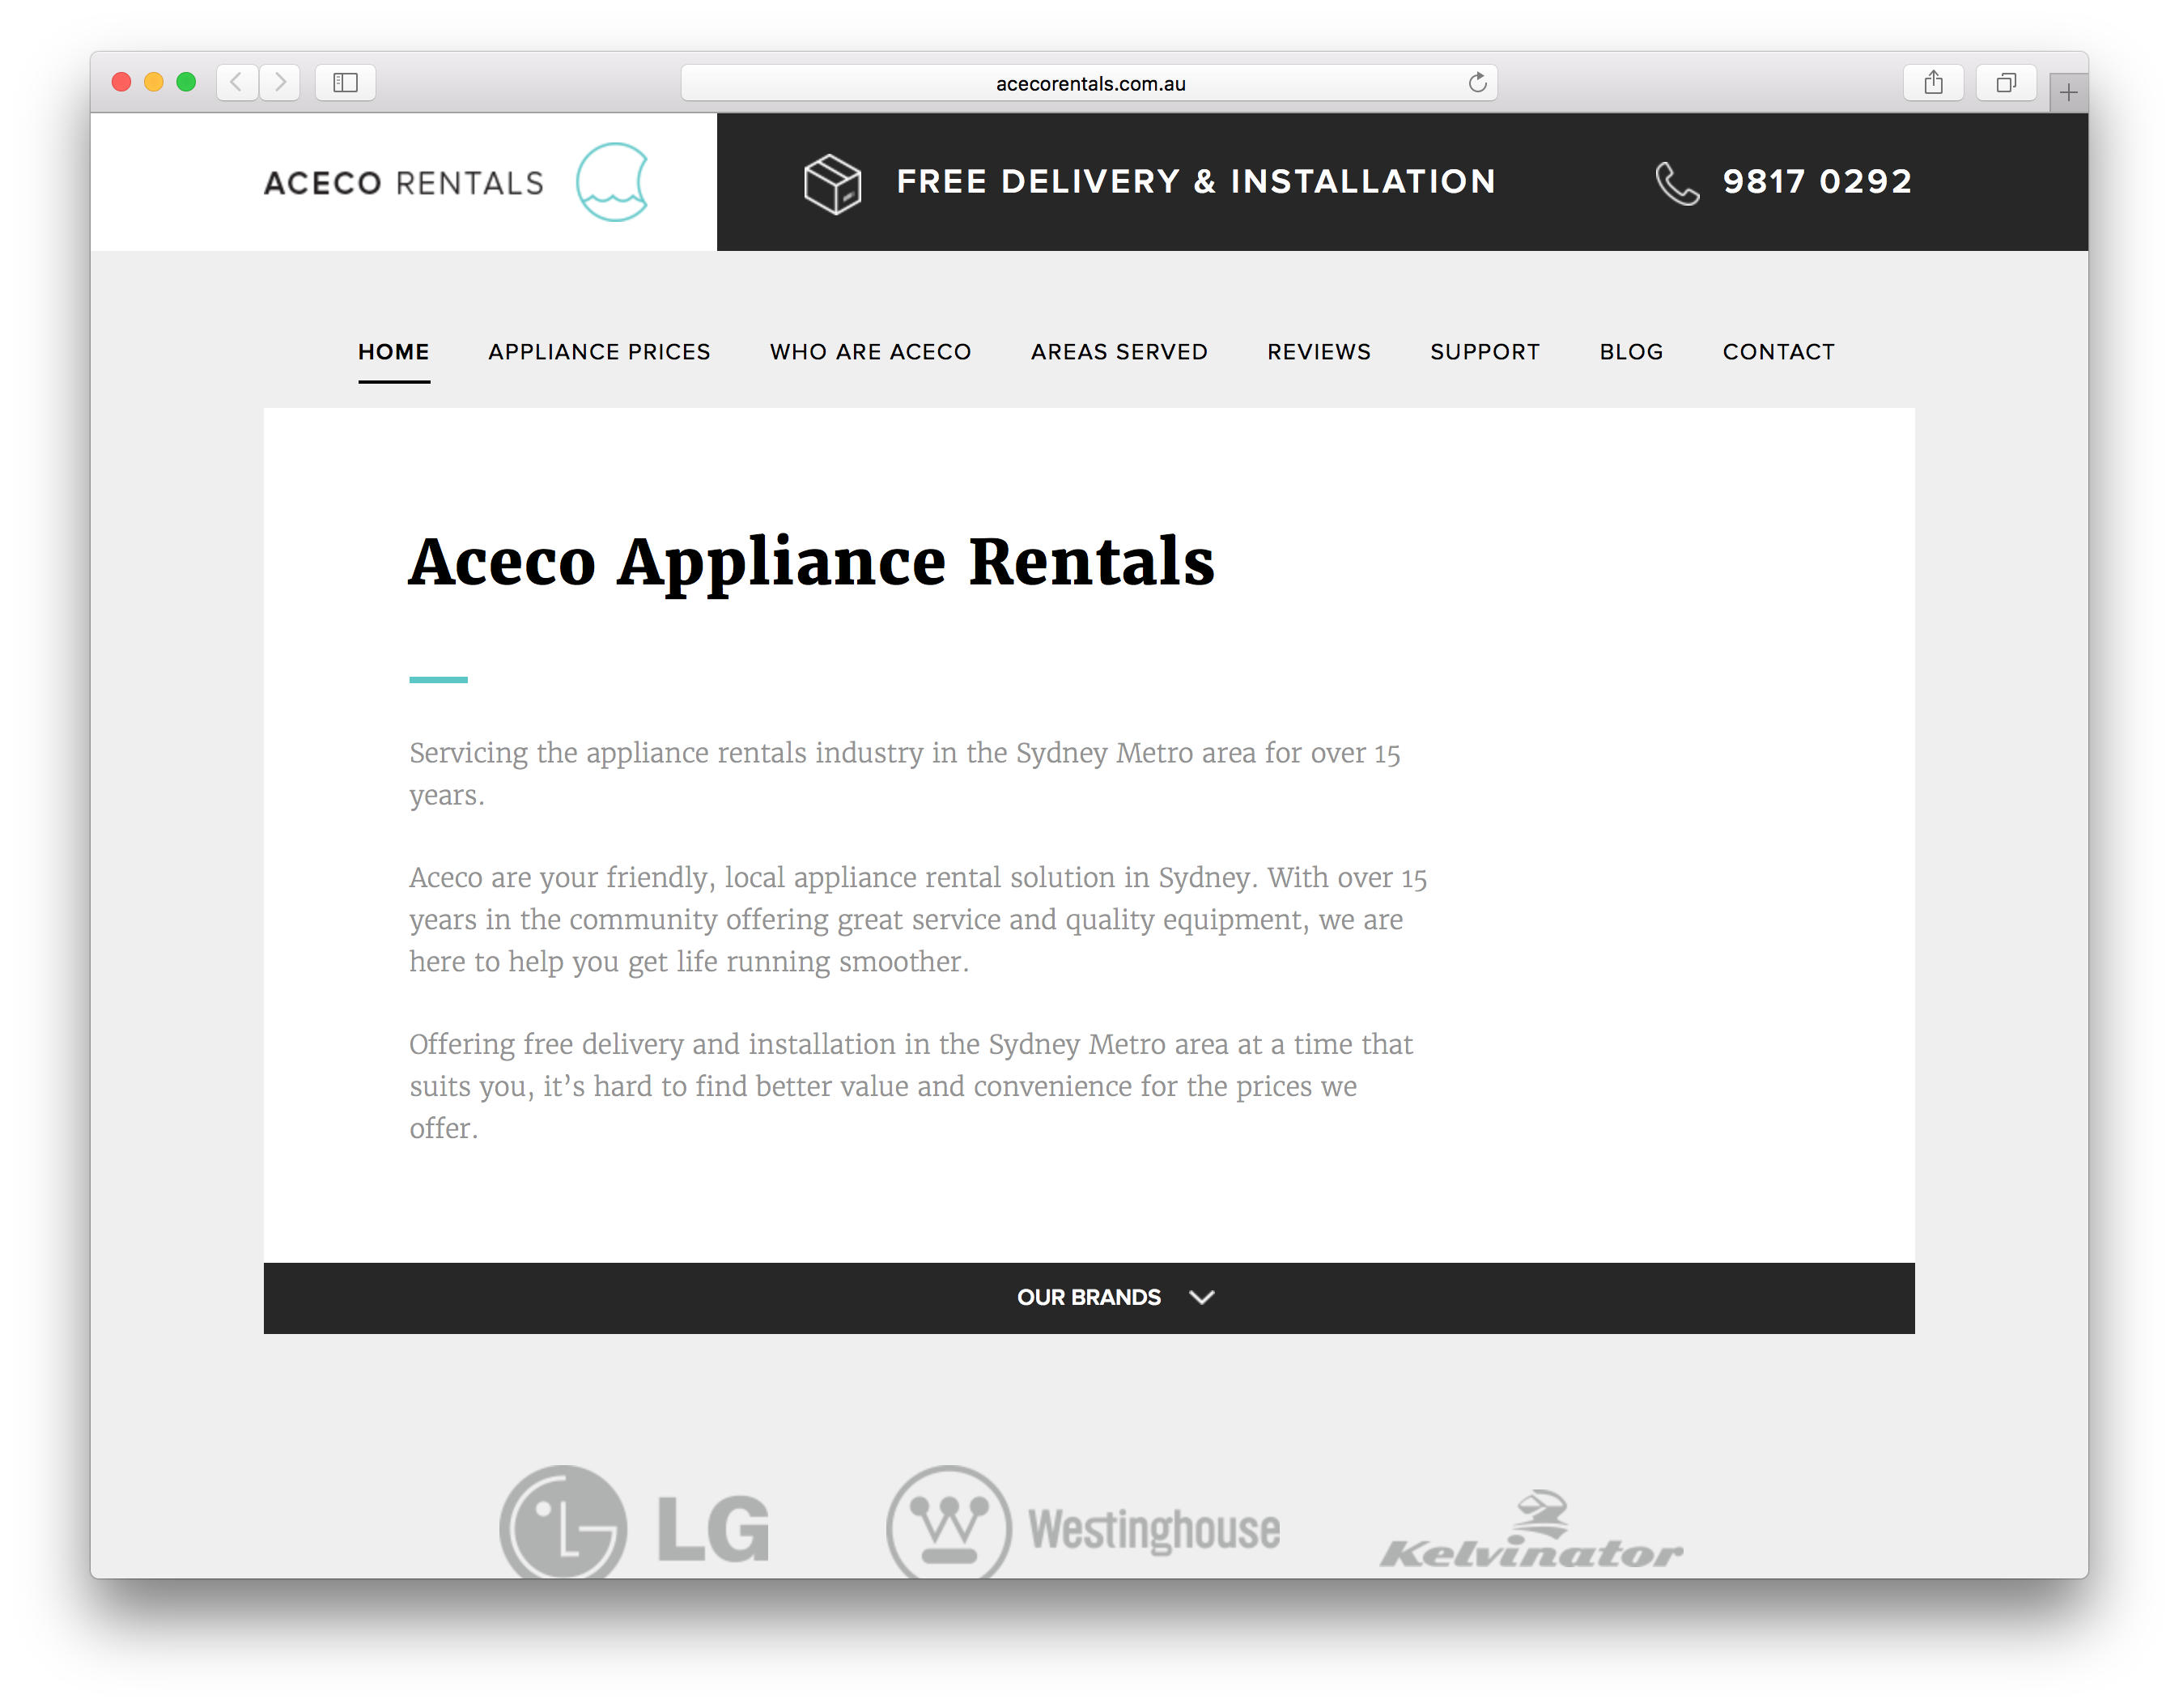 acecorentals.com.au
ACECO RENTALS
FREE DELIVERY & INSTALLATION
9817 0292
HOME APPLIANCE PRICES WHO ARE ACECO AREAS SERVED REVIEWS SUPPORT BLOG CONTACT
Aceco Appliance Rentals
Servicing the appliance rentals industry in the Sydney Metro area for over 15
years.
Aceco are your friendly, local appliance rental solution in Sydney. With over 15
years in the community offering great service and quality equipment, we are
here to help you get life running smoother.
Offering free delivery and installation in the Sydney Metro area at a time that
suits you, it’s hard to find better value and convenience for the prices we
offer.
OUR BRANDS
LG Westinghouse Kelvinator